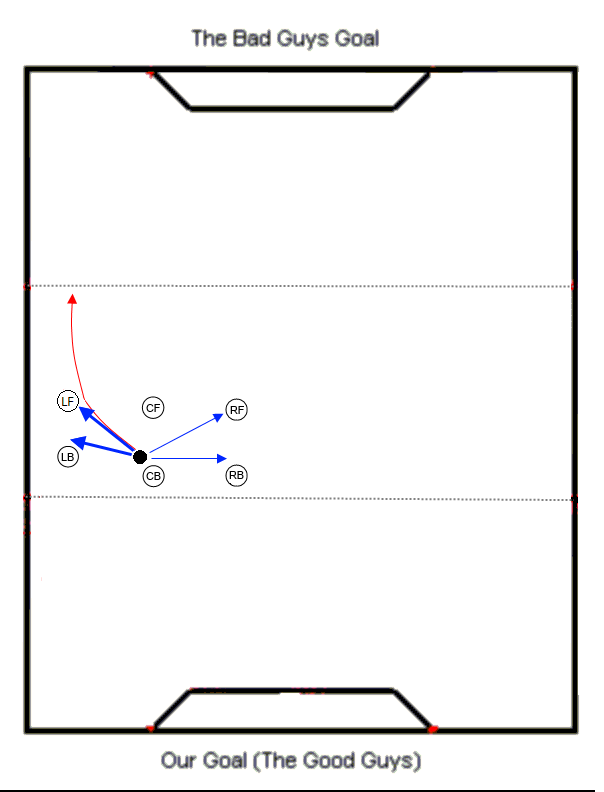 The Bad Guys Goal
LF
CF
RF
LB
CB
RB
Our Goal (The Good Guys)